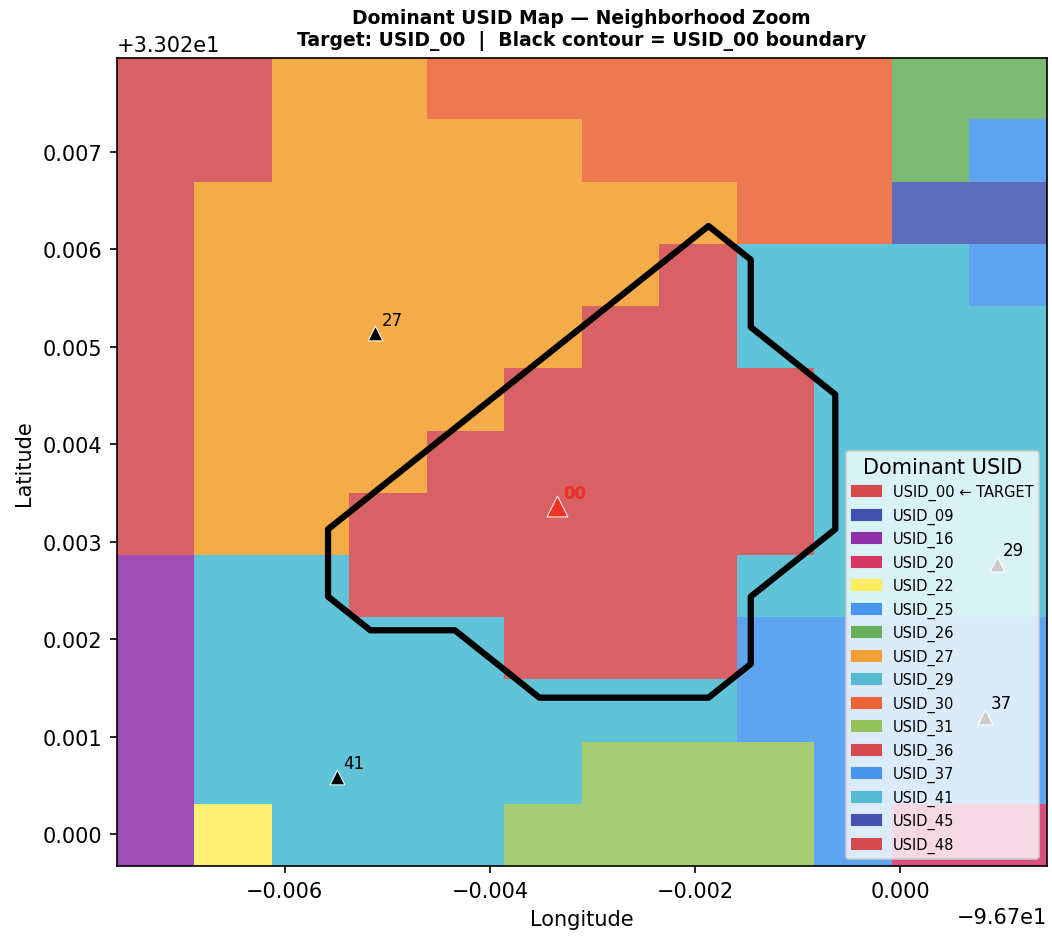 Dominant USID Map — Neighborhood Zoom
Target: USID_00 | Black contour = USID_00 boundary
+3.302e1
0.007
0.006
0.005
0.004
0.003
0.002
0.001
0.000
Latitude
27
00
41
29
37
Dominant USID
USID_00 ← TARGET
USID_09
USID_16
USID_20
USID_22
USID_25
USID_26
USID_27
USID_29
USID_30
USID_31
USID_36
USID_37
USID_41
USID_45
USID_48
−0.006
−0.004
−0.002
0.000
Longitude
−9.67e1